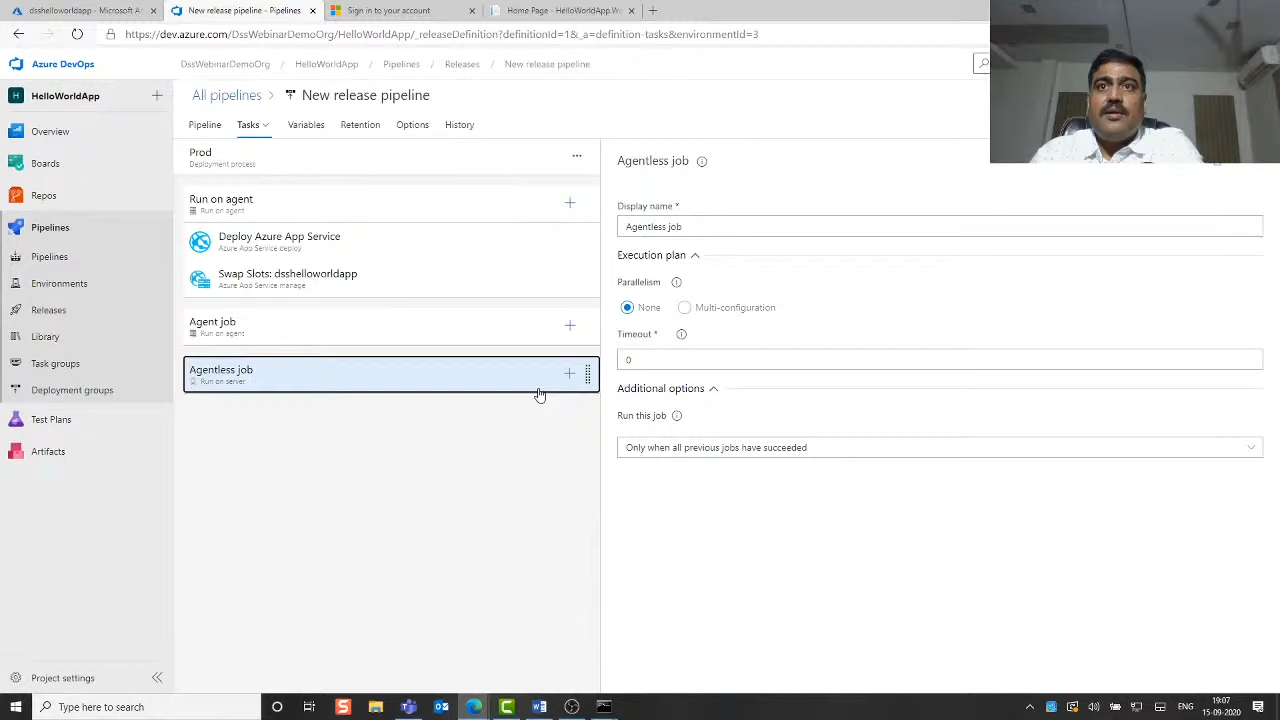 dsshelloworldapp - Microsoft A
New release pipeline - Pipelines
Sign in to your account
Home Page - HelloWorldApp.W
https://dev.azure.com/DssWebinarDemoOrg/HelloWorldApp/_releaseDefinition?definitionId=1&_a=definition-tasks&environmentId=3
Azure DevOps
DssWebinarDemoOrg / HelloWorldApp / Pipelines / Releases / New release pipeline
H HelloWorldApp
All pipelines > New release pipeline
Pipeline Tasks Variables Retention Options History
Overview
Boards
Repos
Pipelines
Pipelines
Environments
Releases
Library
Task groups
Deployment groups
Test Plans
Artifacts
Project settings
Prod
Deployment process
Run on agent
Run on agent
Deploy Azure App Service
Azure App Service deploy
Swap Slots: dsshelloworldapp
Azure App Service manage
Agent job
Run on agent
Agentless job
Run on server
Agentless job
Display name *
Agentless job
Execution plan
Parallelism
None Multi-configuration
Timeout *
0
Additional options
Run this job
Only when all previous jobs have succeeded
Type here to search
ENG
19:07
15-09-2020